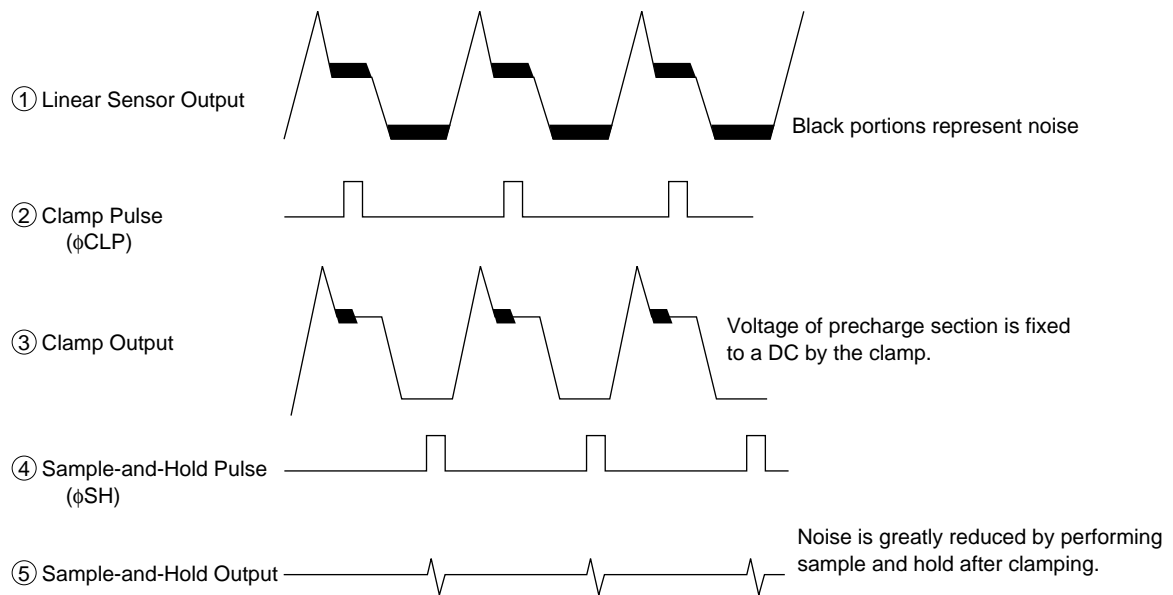 ① Linear Sensor Output
Black portions represent noise
② Clamp Pulse
(ϕCLP)
③ Clamp Output
Voltage of precharge section is fixed
to a DC by the clamp.
④ Sample-and-Hold Pulse
(ϕSH)
Noise is greatly reduced by performing
sample and hold after clamping.
⑤ Sample-and-Hold Output